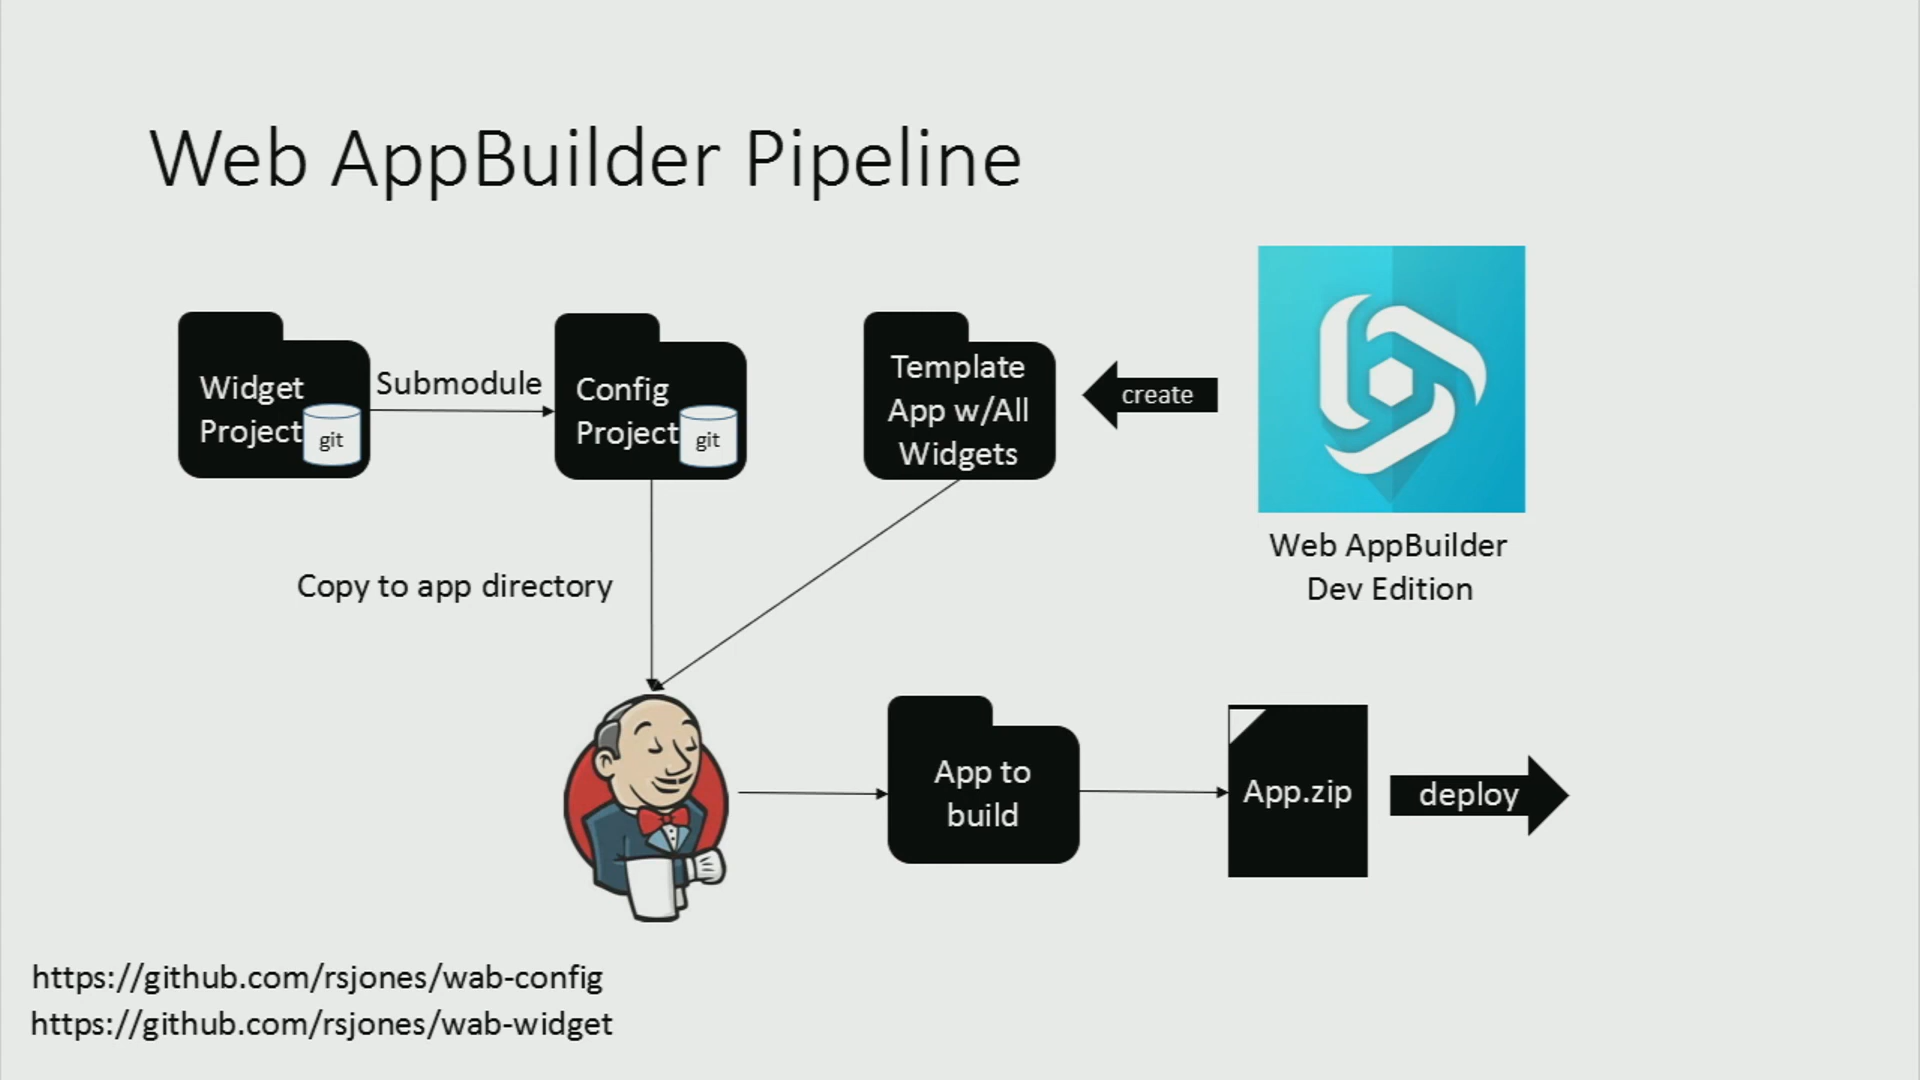 Web AppBuilder Pipeline
Widget
Project
git
Submodule
Config
Project
git
Template
App w/All
Widgets
create
Web AppBuilder
Dev Edition
Copy to app directory
App to
build
App.zip
deploy
https://github.com/rsjones/wab-config
https://github.com/rsjones/wab-widget